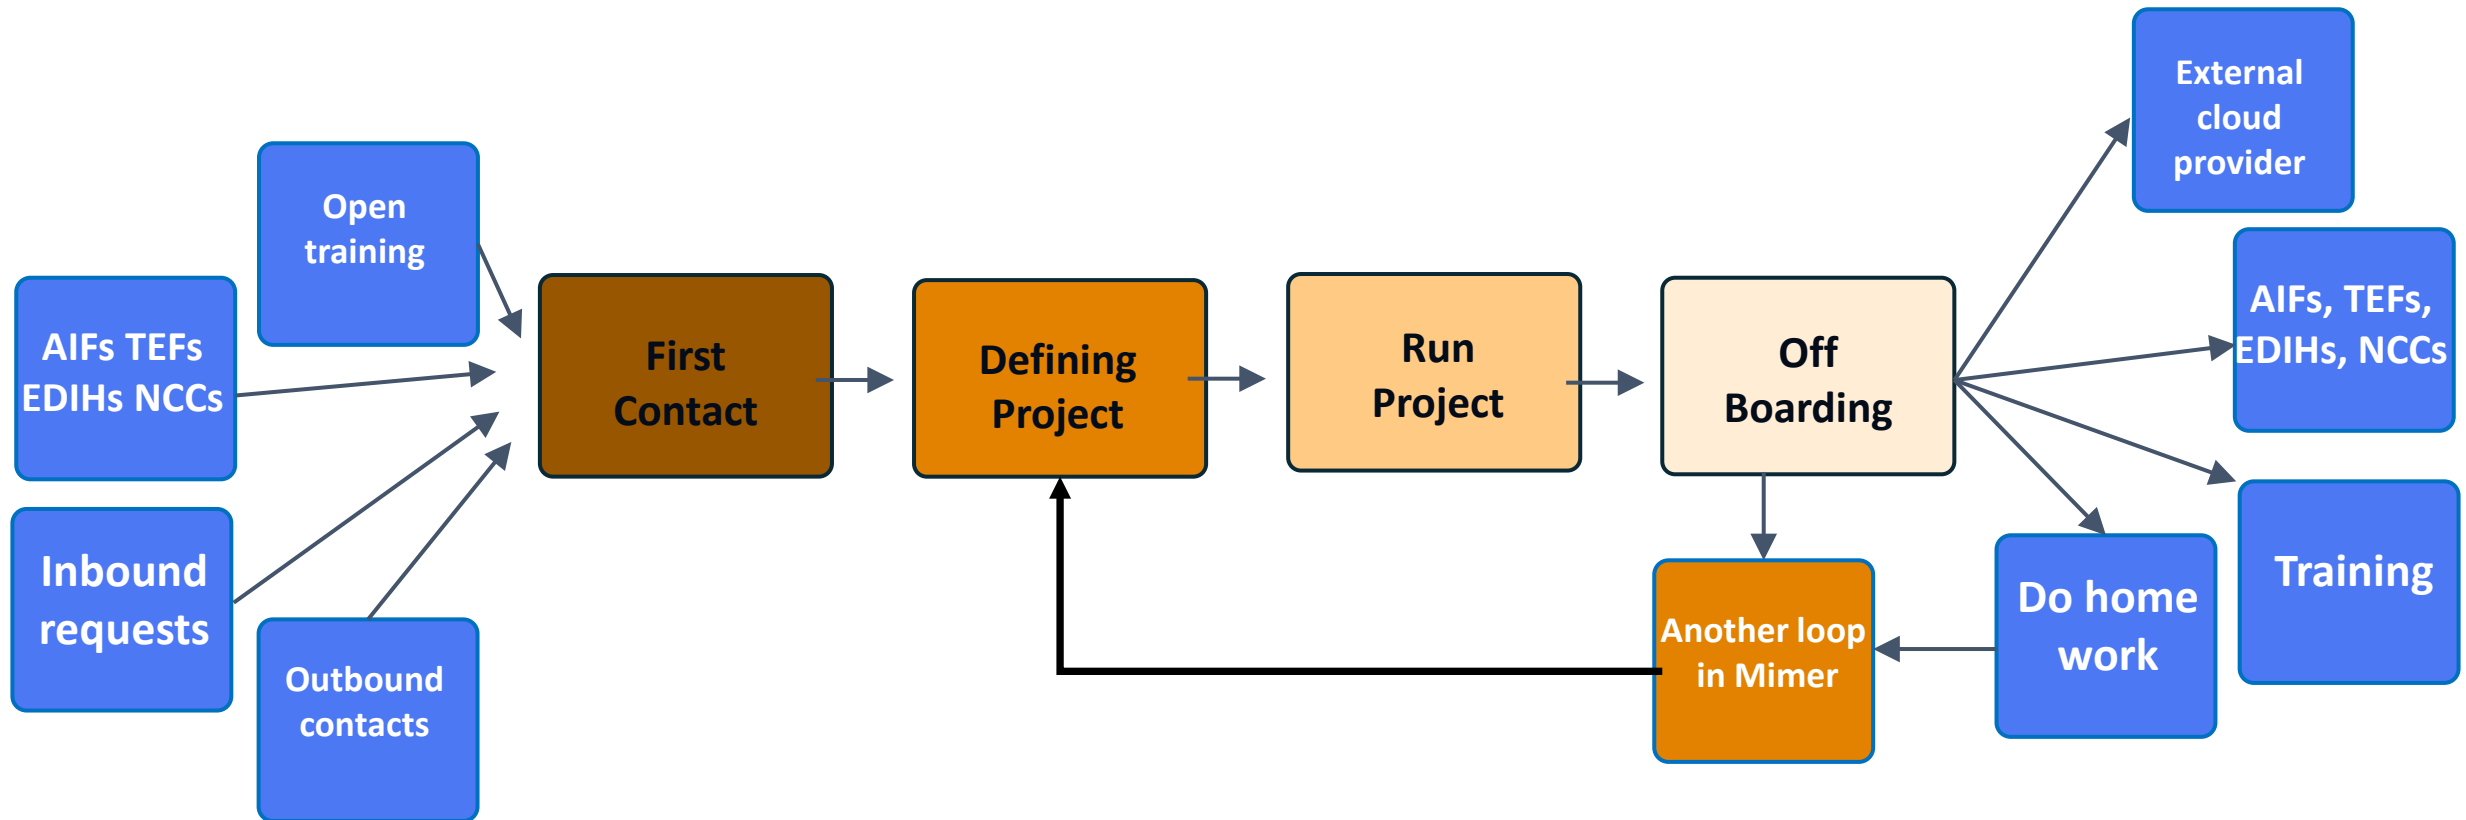 Open
training
AIFs TEFs
EDIHs NCCs
Inbound
requests
Outbound
contacts
First
Contact
Defining
Project
Run
Project
Off
Boarding
Another loop
in Mimer
Do home
work
External
cloud
provider
AIFs, TEFs,
EDIHs, NCCs
Training